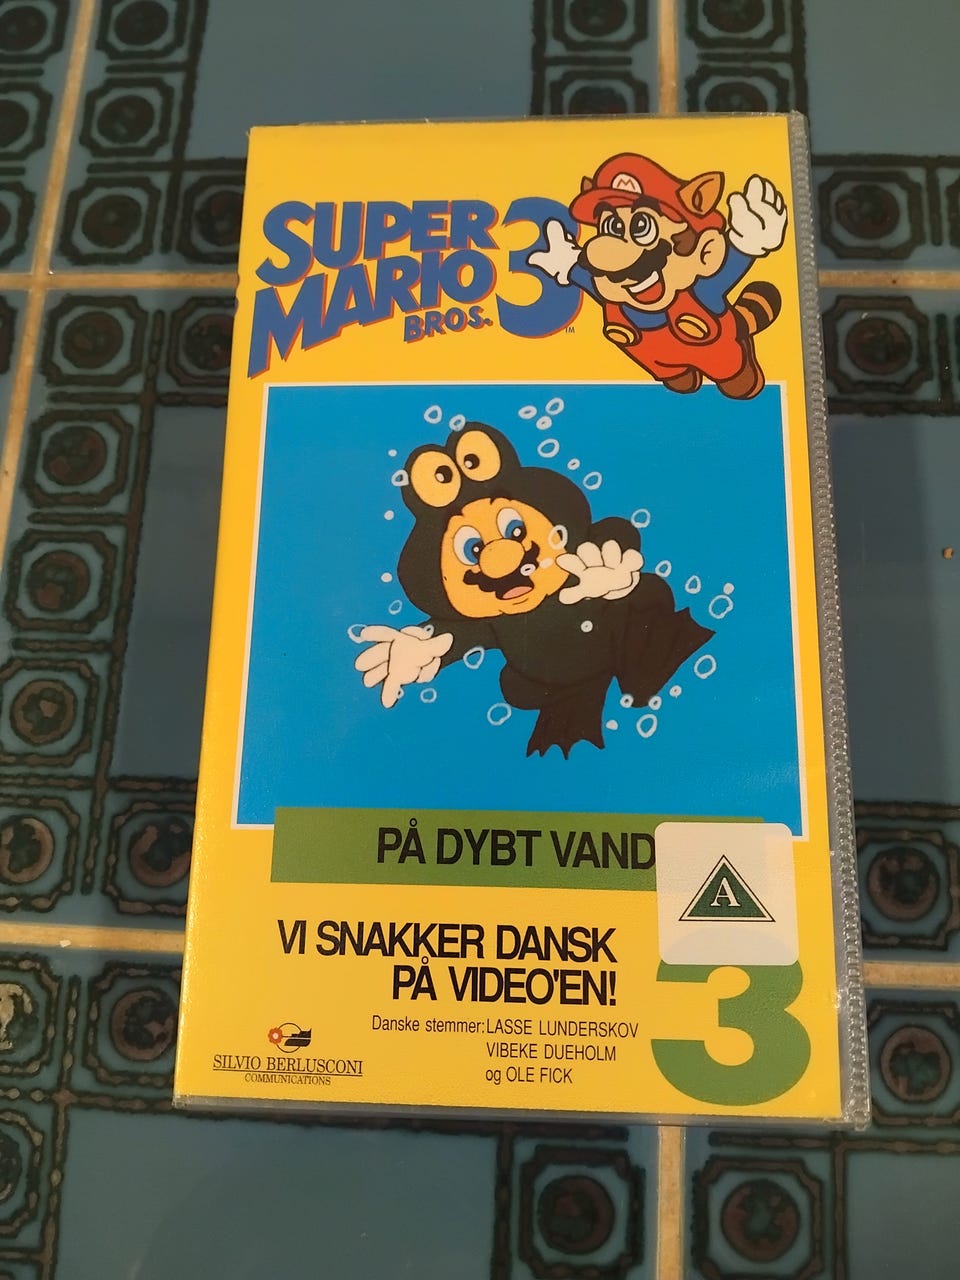 SUPER
MARIO
BROS. 3
TM
M
PÅ DYBT VAND
A
VI SNAKKER DANSK
PÅ VIDEO'EN!
3
Danske stemmer: LASSE LUNDERSKOV
VIBEKE DUEHOLM
og OLE FICK
SILVIO BERLUSCONI
COMMUNICATIONS